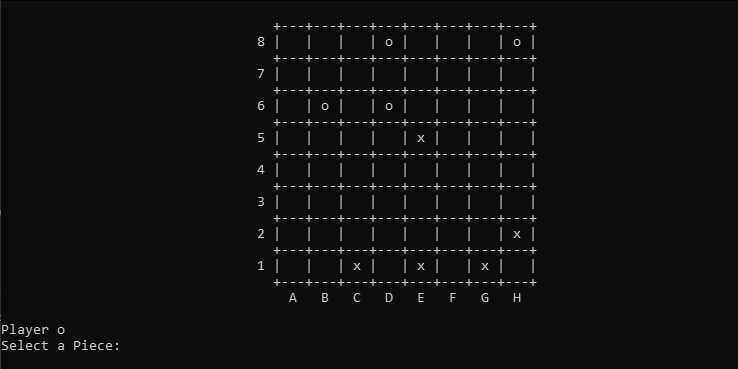 +---+---+---+---+---+---+---+---+
8 |   |   |   | o |   |   |   | o |
+---+---+---+---+---+---+---+---+
7 |   |   |   |   |   |   |   |   |
+---+---+---+---+---+---+---+---+
6 |   | o |   | o |   |   |   |   |
+---+---+---+---+---+---+---+---+
5 |   |   |   |   | x |   |   |   |
+---+---+---+---+---+---+---+---+
4 |   |   |   |   |   |   |   |   |
+---+---+---+---+---+---+---+---+
3 |   |   |   |   |   |   |   |   |
+---+---+---+---+---+---+---+---+
2 |   |   |   |   |   |   |   | x |
+---+---+---+---+---+---+---+---+
1 |   |   | x |   | x |   | x |   |
+---+---+---+---+---+---+---+---+
A   B   C   D   E   F   G   H
Player o
Select a Piece: